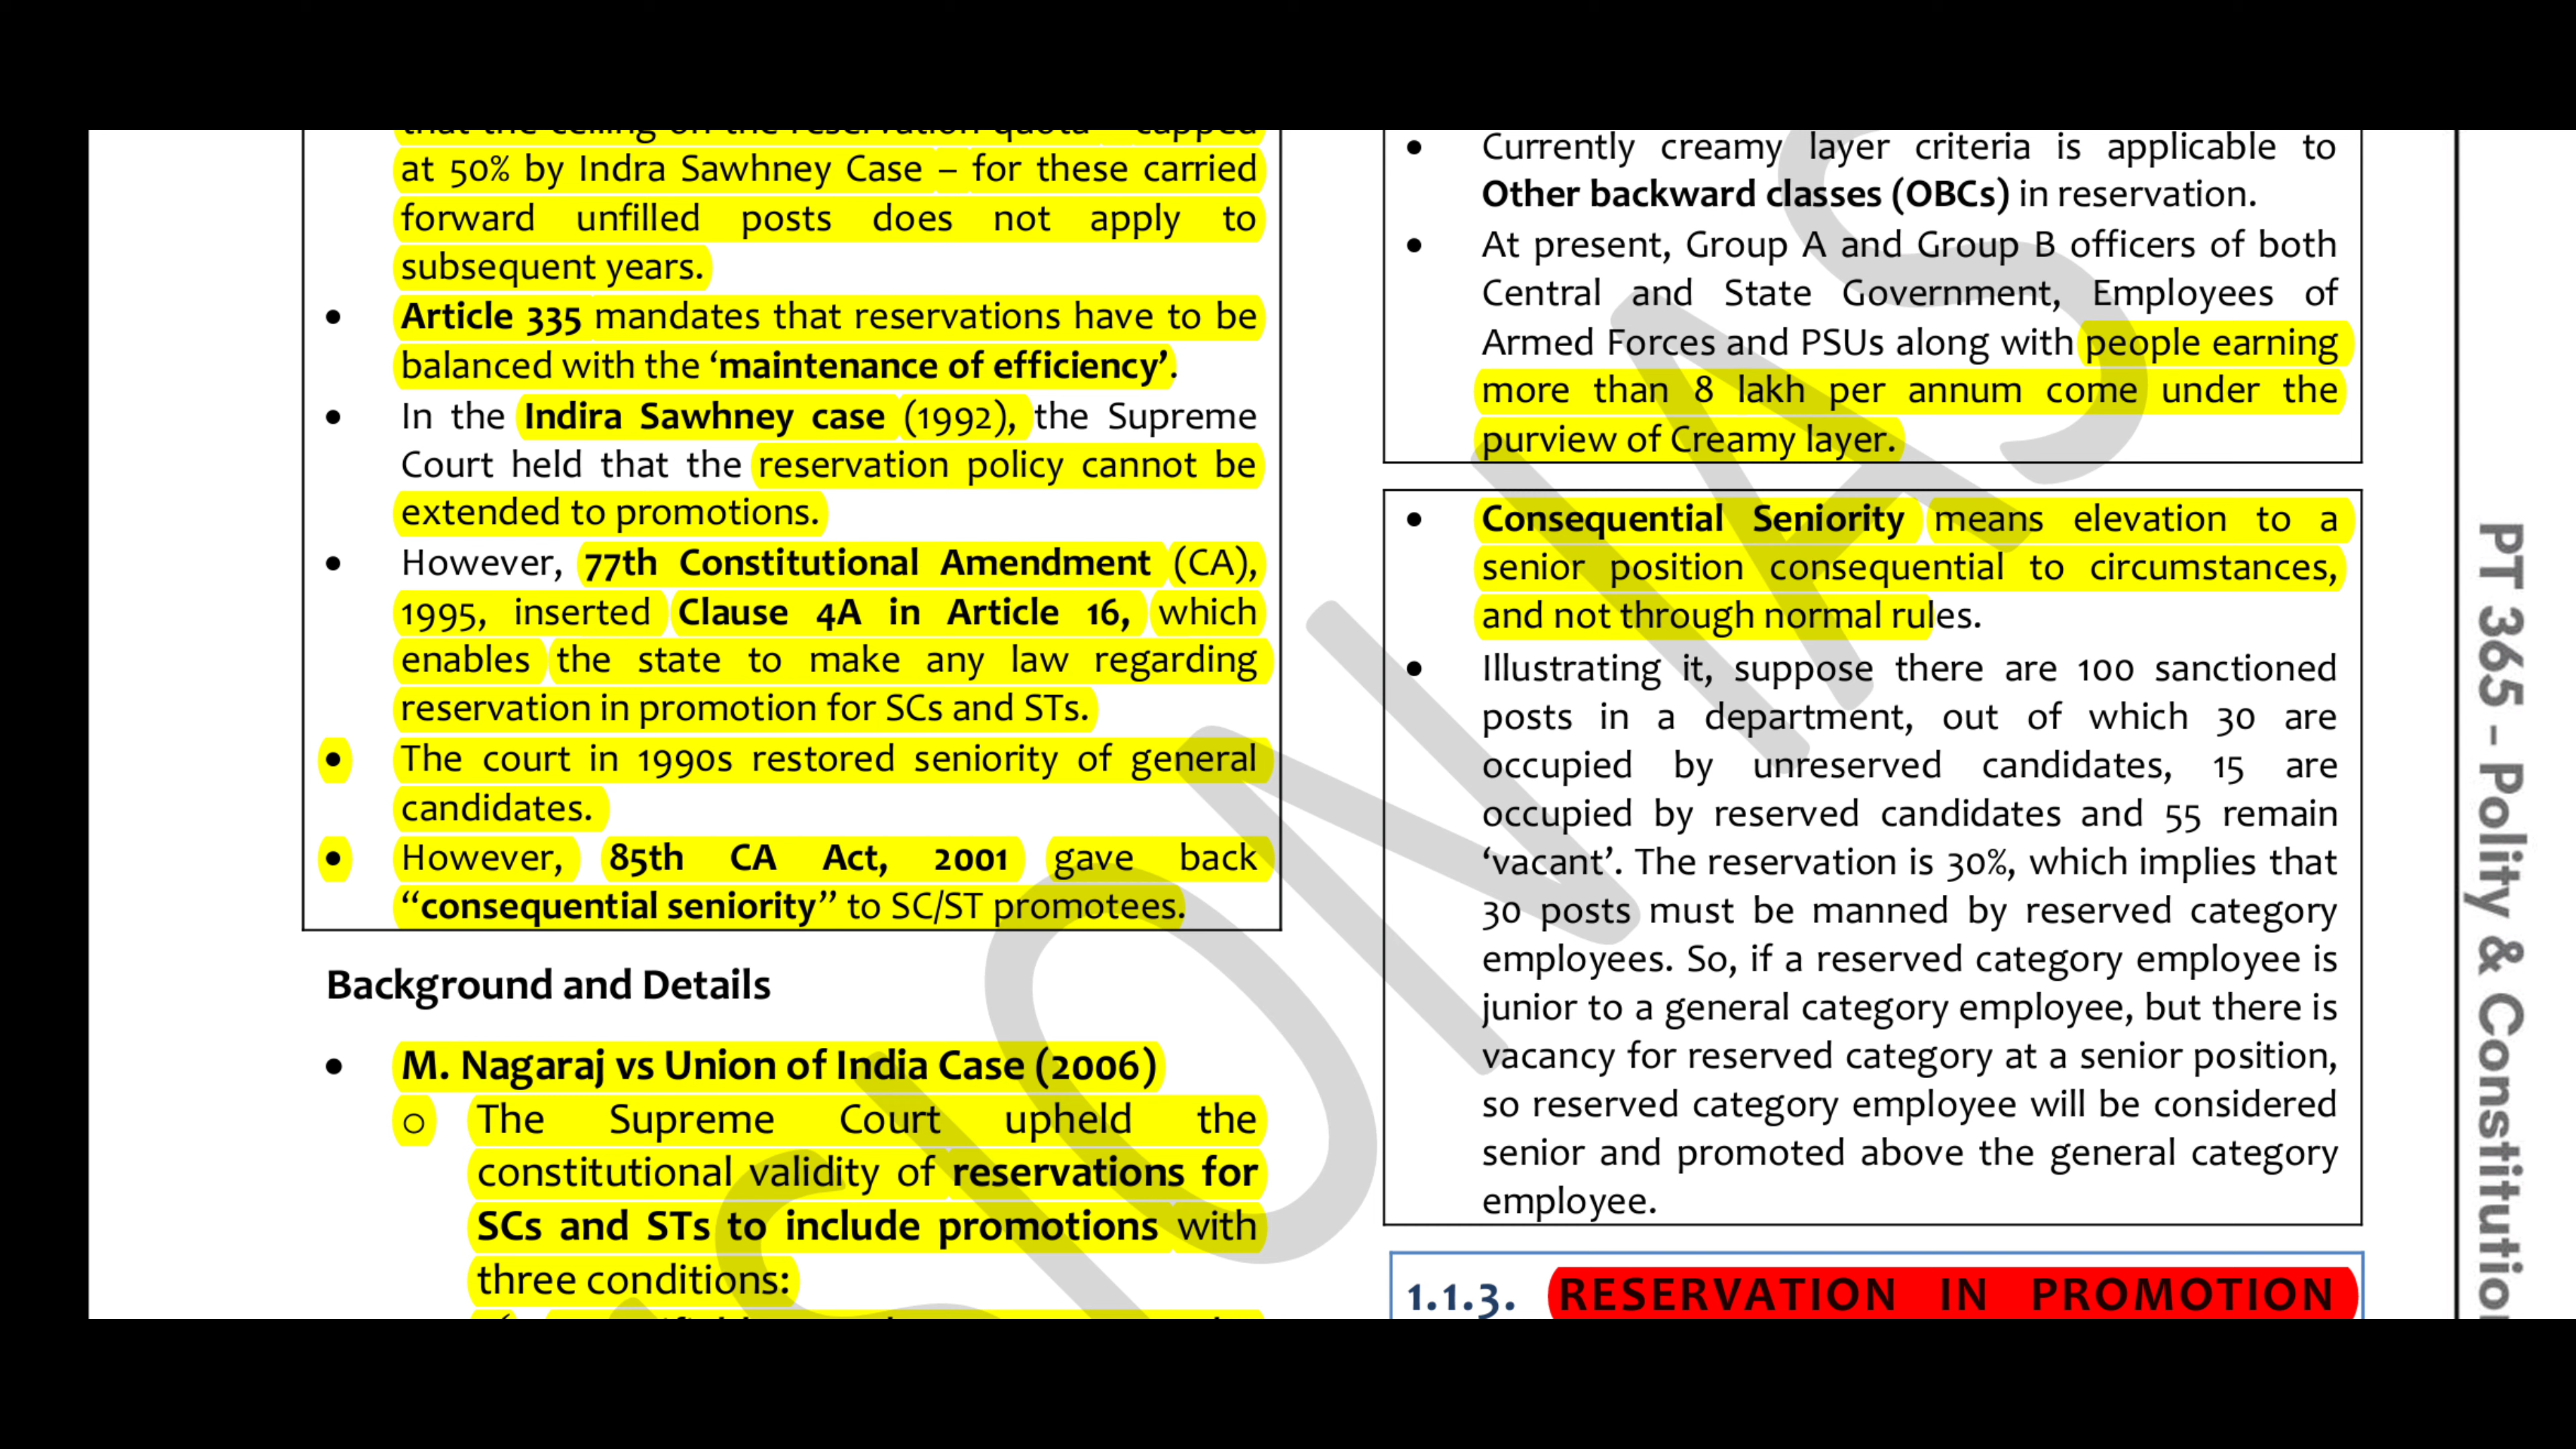 that the ceiling on the reservation quota – capped
at 50% by Indra Sawhney Case – for these carried
forward unfilled posts does not apply to
subsequent years.
• Article 335 mandates that reservations have to be
balanced with the ‘maintenance of efficiency’.
• In the Indira Sawhney case (1992), the Supreme
Court held that the reservation policy cannot be
extended to promotions.
• However, 77th Constitutional Amendment (CA),
1995, inserted Clause 4A in Article 16, which
enables the state to make any law regarding
reservation in promotion for SCs and STs.
• The court in 1990s restored seniority of general
candidates.
• However, 85th CA Act, 2001 gave back
“consequential seniority” to SC/ST promotees.
Background and Details
• M. Nagaraj vs Union of India Case (2006)
o The Supreme Court upheld the
constitutional validity of reservations for
SCs and STs to include promotions with
three conditions:
• Currently creamy layer criteria is applicable to
Other backward classes (OBCs) in reservation.
• At present, Group A and Group B officers of both
Central and State Government, Employees of
Armed Forces and PSUs along with people earning
more than 8 lakh per annum come under the
purview of Creamy layer.
• Consequential Seniority means elevation to a
senior position consequential to circumstances,
and not through normal rules.
• Illustrating it, suppose there are 100 sanctioned
posts in a department, out of which 30 are
occupied by unreserved candidates, 15 are
occupied by reserved candidates and 55 remain
‘vacant’. The reservation is 30%, which implies that
30 posts must be manned by reserved category
employees. So, if a reserved category employee is
junior to a general category employee, but there is
vacancy for reserved category at a senior position,
so reserved category employee will be considered
senior and promoted above the general category
employee.
1.1.3. RESERVATION IN PROMOTION
PT 365 – Polity & Constitution
SION IAS